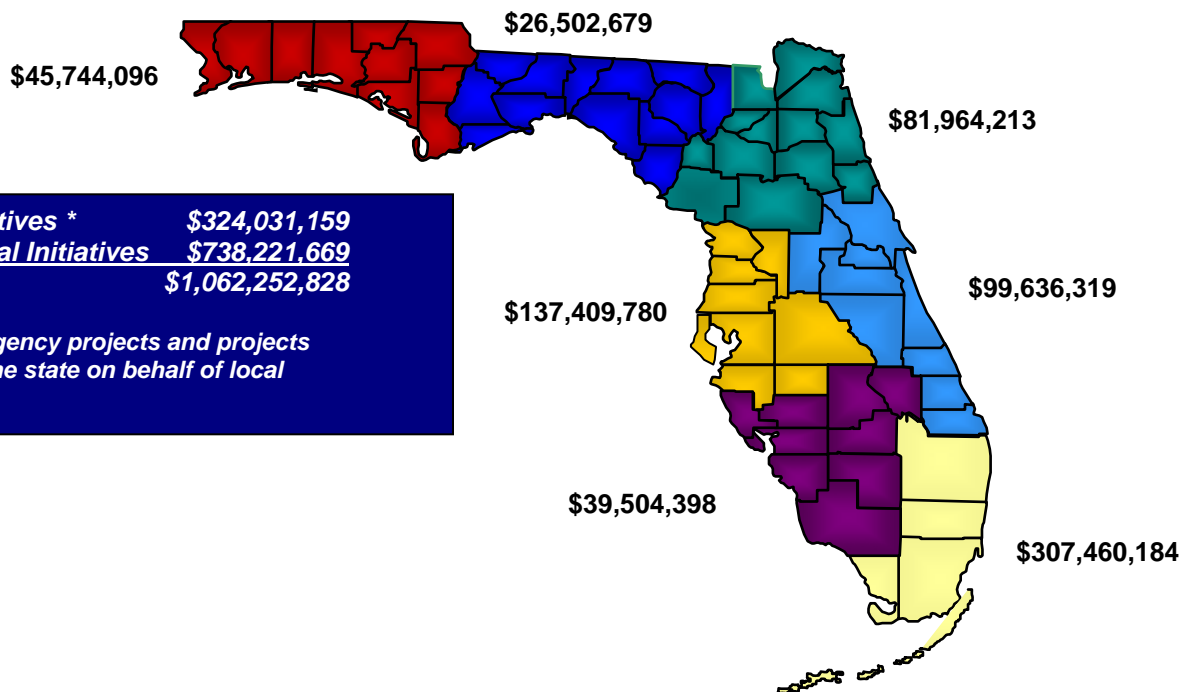 $26,502,679
$45,744,096
$81,964,213
tives * $324,031,159
al Initiatives $738,221,669
$1,062,252,828
$99,636,319
$137,409,780
gency projects and projects
he state on behalf of local
$39,504,398
$307,460,184